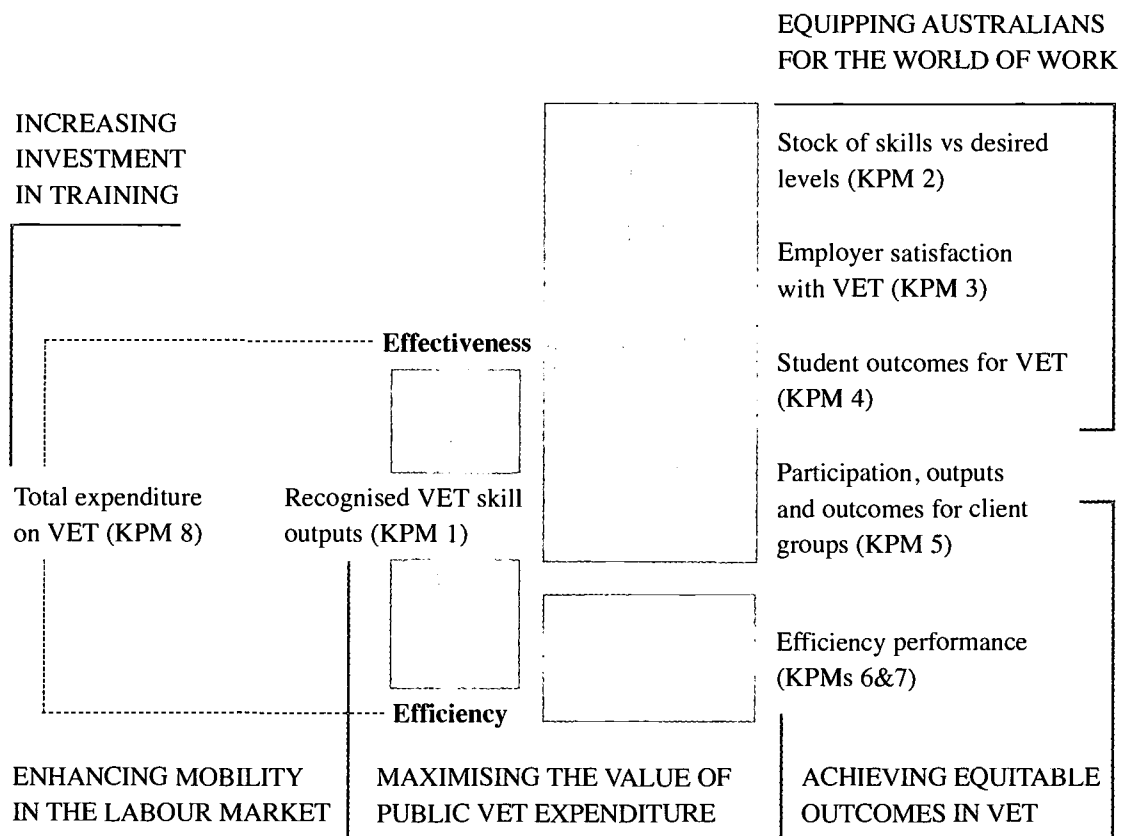 EQUIPPING AUSTRALIANS
FOR THE WORLD OF WORK
INCREASING
INVESTMENT
IN TRAINING
Stock of skills vs desired
levels (KPM 2)
Employer satisfaction
with VET (KPM 3)
Effectiveness
Student outcomes for VET
(KPM 4)
Participation, outputs
and outcomes for client
groups (KPM 5)
Total expenditure
on VET (KPM 8)
Recognised VET skill
outputs (KPM 1)
Efficiency performance
(KPMs 6&7)
Efficiency
ENHANCING MOBILITY
IN THE LABOUR MARKET
MAXIMISING THE VALUE OF
PUBLIC VET EXPENDITURE
ACHIEVING EQUITABLE
OUTCOMES IN VET